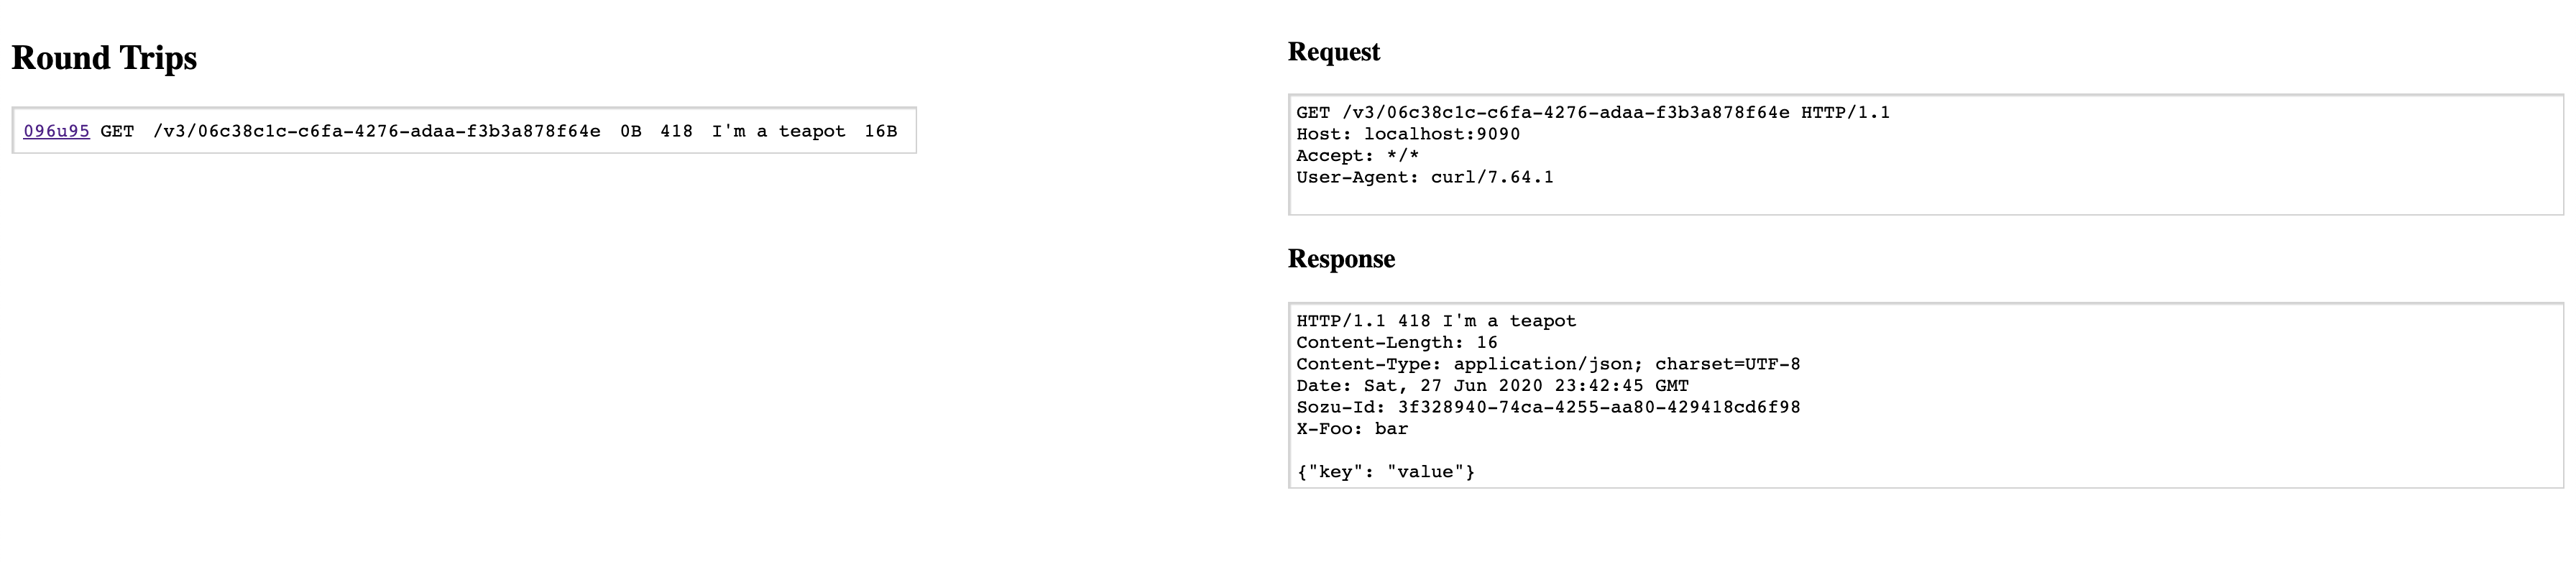 Round Trips
096u95 GET /v3/06c38c1c-c6fa-4276-adaa-f3b3a878f64e 0B 418 I'm a teapot 16B
Request
GET /v3/06c38c1c-c6fa-4276-adaa-f3b3a878f64e HTTP/1.1
Host: localhost:9090
Accept: */*
User-Agent: curl/7.64.1
Response
HTTP/1.1 418 I'm a teapot
Content-Length: 16
Content-Type: application/json; charset=UTF-8
Date: Sat, 27 Jun 2020 23:42:45 GMT
Sozu-Id: 3f328940-74ca-4255-aa80-429418cd6f98
X-Foo: bar
{"key": "value"}